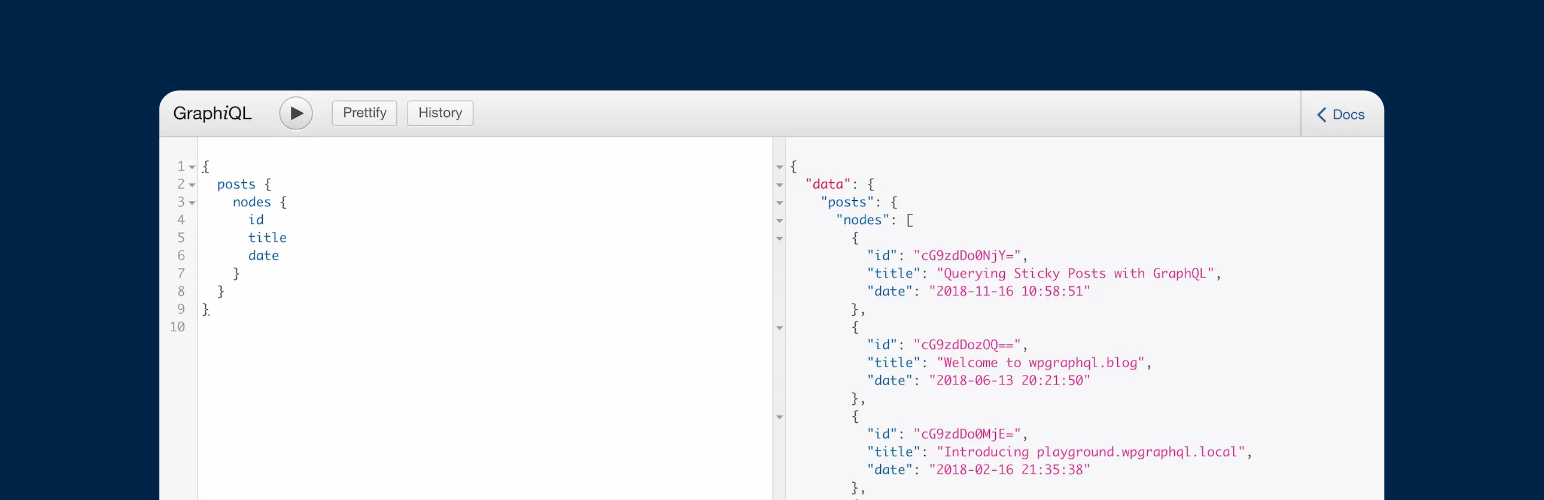 GraphiQL
Prettify
History
Docs
1 {
2   posts {
3     nodes {
4       id
5       title
6       date
7     }
8   }
9 }
10
{
  "data": {
    "posts": {
      "nodes": [
        {
          "id": "cG9zdDo0NjY=",
          "title": "Querying Sticky Posts with GraphQL",
          "date": "2018-11-16 10:58:51"
        },
        {
          "id": "cG9zdDozOQ==",
          "title": "Welcome to wpgraphql.blog",
          "date": "2018-06-13 20:21:50"
        },
        {
          "id": "cG9zdDo0MjE=",
          "title": "Introducing playground.wpgraphql.local",
          "date": "2018-02-16 21:35:38"
        },